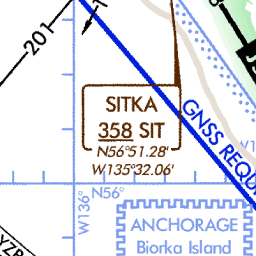 201
SITKA
358 SIT
N56°51.28'
W135°32.06'
GNSS REQU
N56°
W136°
ANCHORAGE
Biorka Island